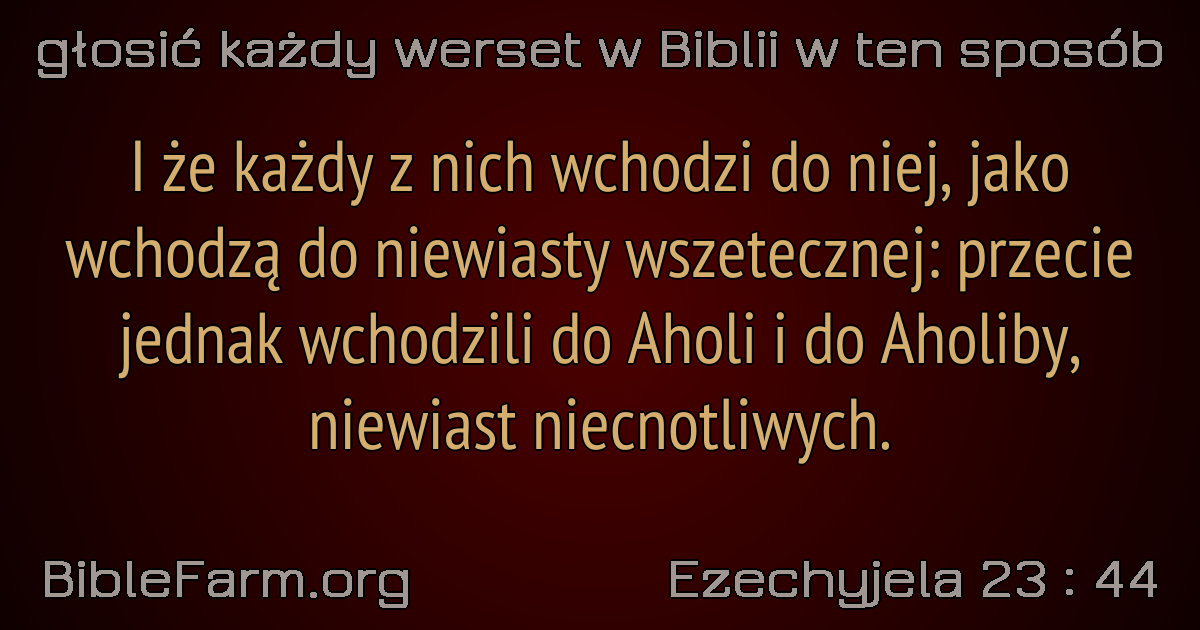 głosić każdy werset w Biblii w ten sposób
I że każdy z nich wchodzi do niej, jako
wchodzą do niewiasty wszetecznej: przecie
jednak wchodzili do Aholi i do Aholiby,
niewiast niecnotliwych.
BibleFarm.org
Ezechyjela 23 : 44